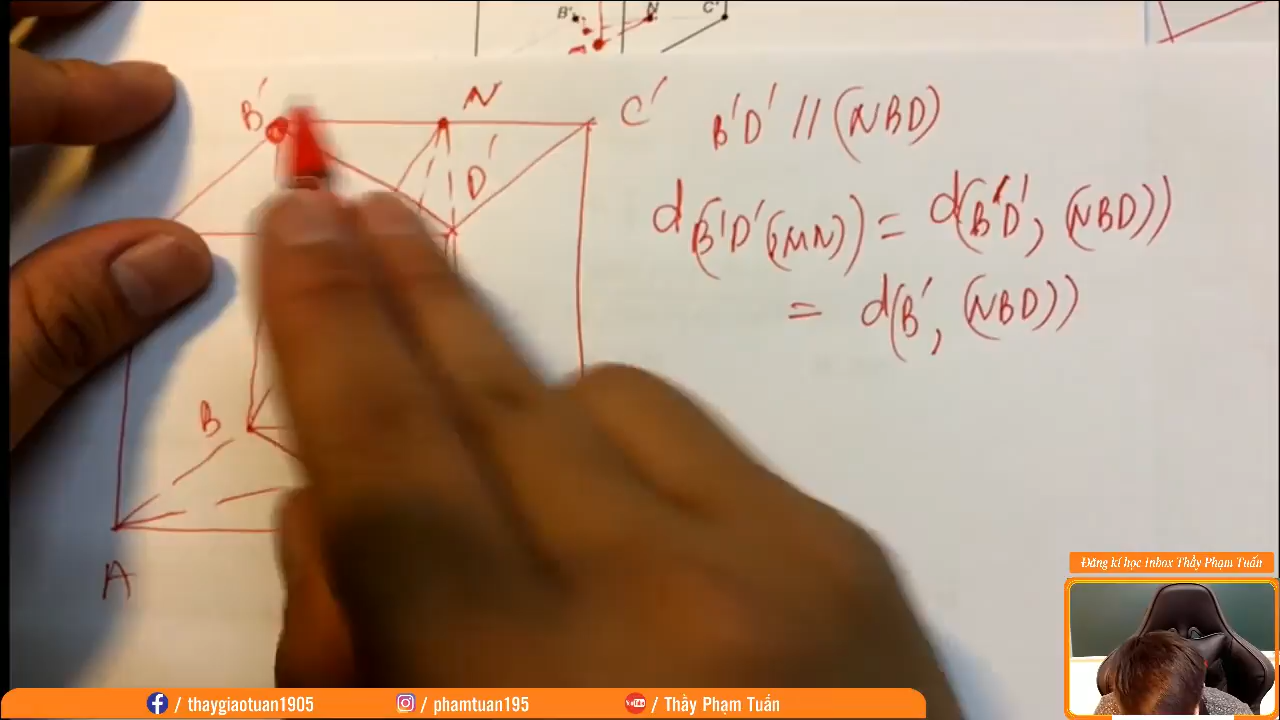 B' N C'
B' N C'
B'D' // (NBD)
D'
d(B'D', (MN)) = d(B'D', (NBD))
= d(B', (NBD))
B
A
Đăng kí học inbox Thầy Phạm Tuấn
/ thaygiaotuan1905 / phamtuan195 / Thầy Phạm Tuấn